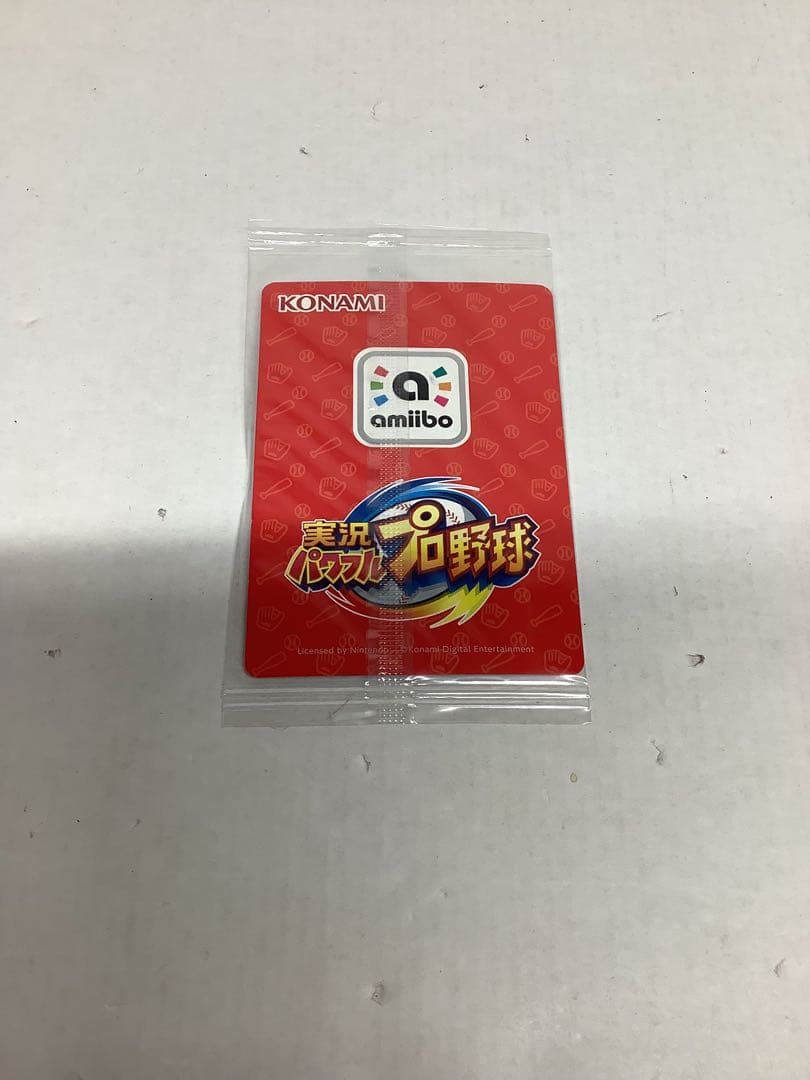 KONAMI
a
amiibo
実況
パワフル
プロ野球
Licensed by Nintendo ©Konami Digital Entertainment